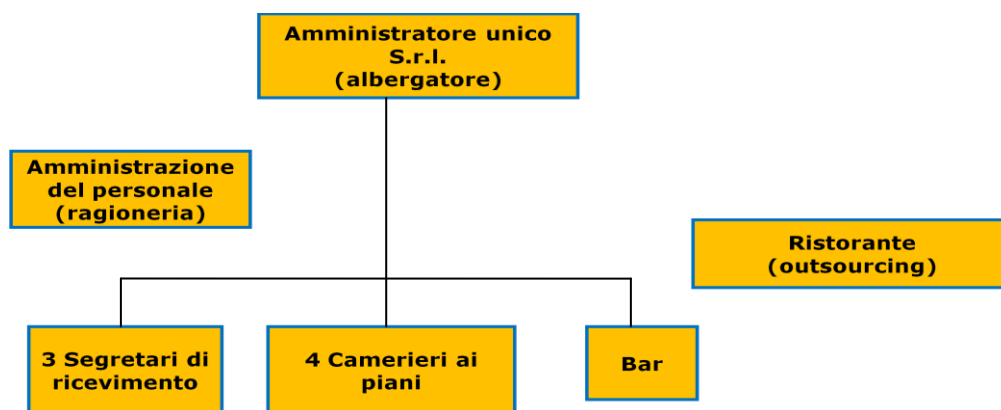 Amministratore unico
S.r.l.
(albergatore)
Amministrazione
del personale
(ragioneria)
Ristorante
(outsourcing)
3 Segretari di
ricevimento
4 Camerieri ai
piani
Bar